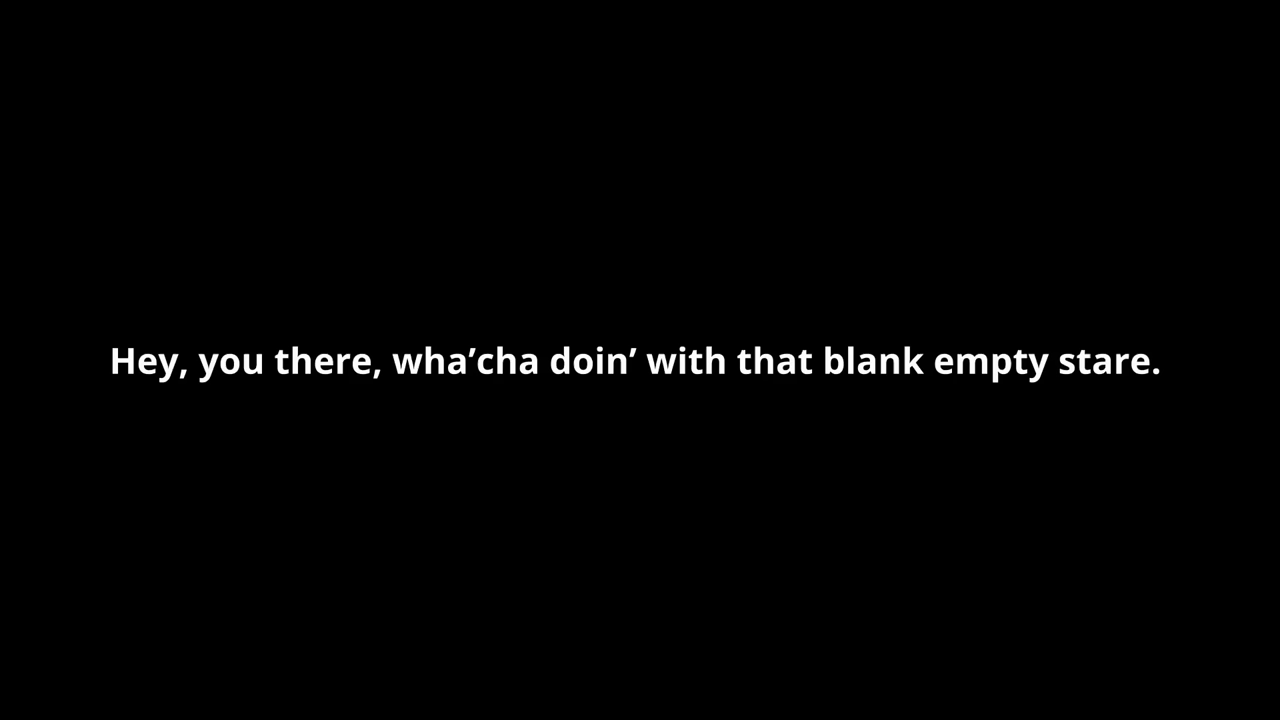 Hey, you there, wha’cha doin’ with that blank empty stare.